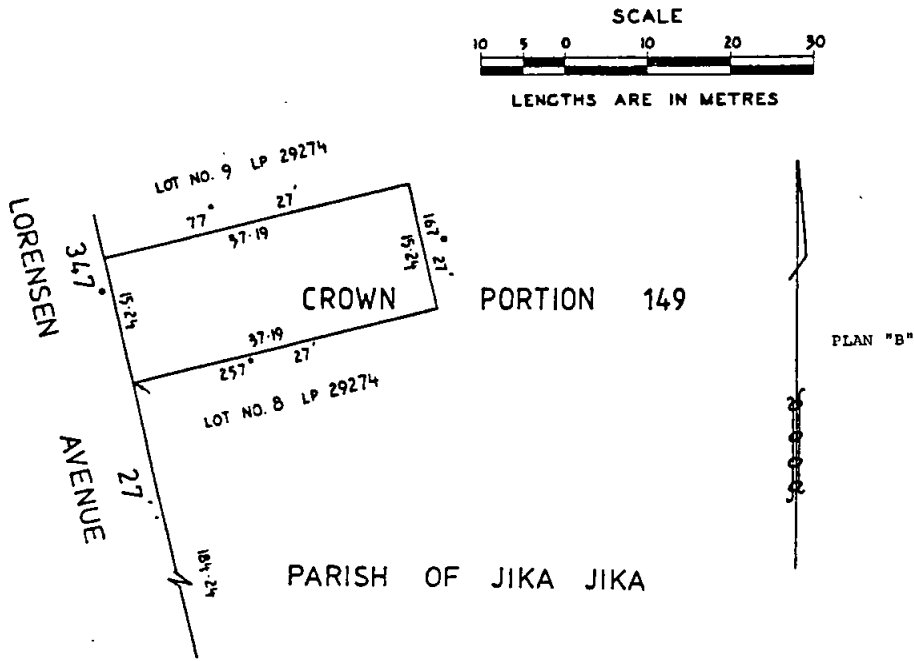 SCALE
10 5 0 10 20 30
LENGTHS ARE IN METRES
LOT NO. 9 LP 29274
77° 27'
37·19
167° 27'
15·24
LORENSEN
347°
15·24
CROWN PORTION 149
37·19
257° 27'
LOT NO. 8 LP 29274
PLAN "B"
AVENUE
27'
184·24
PARISH OF JIKA JIKA